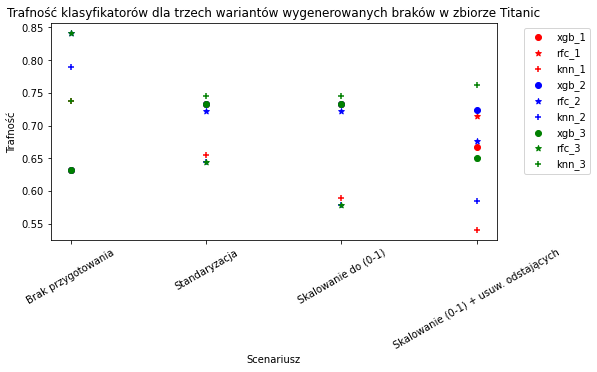 Trafność klasyfikatorów dla trzech wariantów wygenerowanych braków w zbiorze Titanic
0.85
0.80
0.75
0.70
0.65
0.60
0.55
Trafność
Brak przygotowania
Standaryzacja
Skalowanie do (0-1)
Skalowanie (0-1) + usuw. odstających
Scenariusz
xgb_1
rfc_1
knn_1
xgb_2
rfc_2
knn_2
xgb_3
rfc_3
knn_3